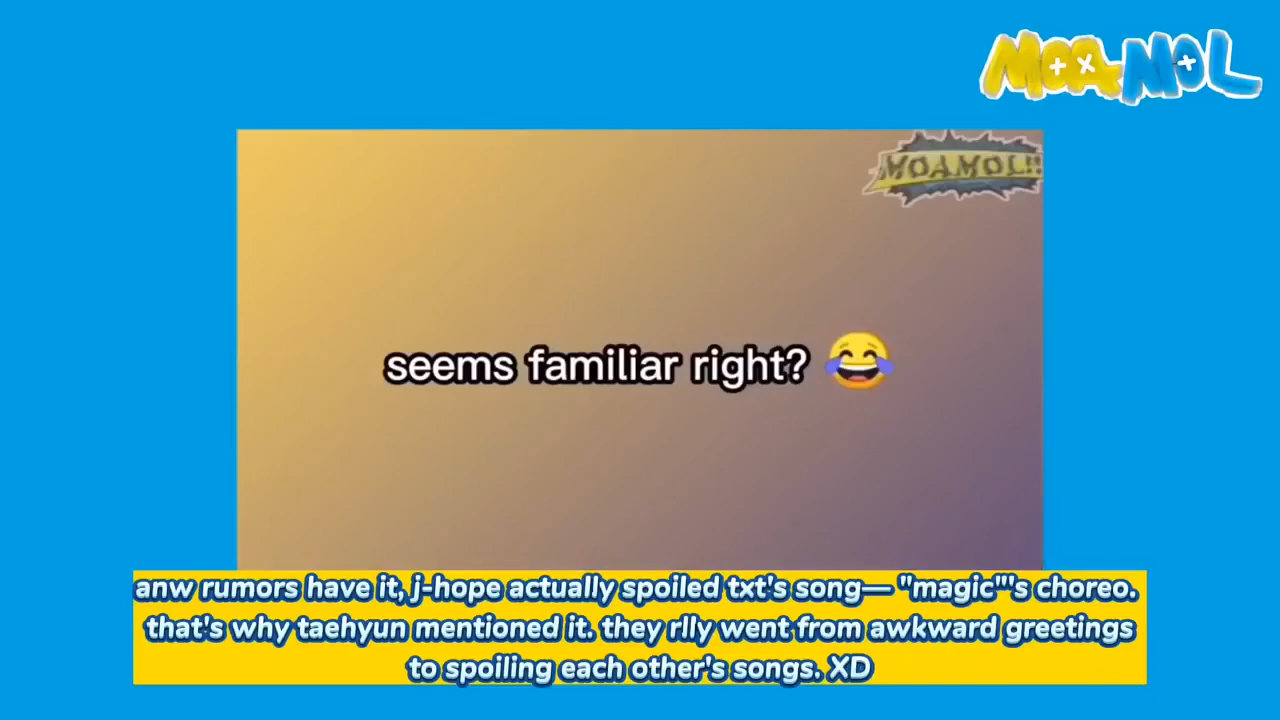 MOAMOL
MOAMOL!!
seems familiar right? 😂
anw rumors have it, j-hope actually spoiled txt's song— "magic"'s choreo.
that's why taehyun mentioned it. they rlly went from awkward greetings
to spoiling each other's songs. XD